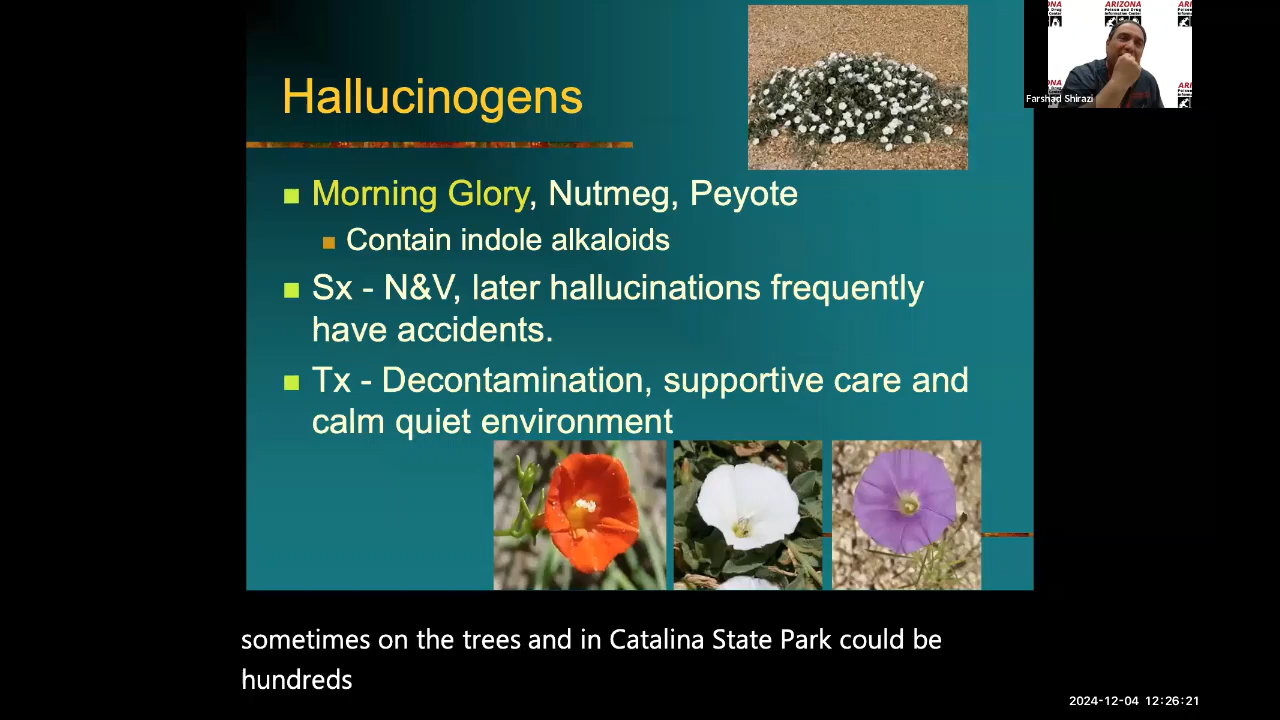 ARIZONA
Poison and Drug
Information Center
Farshad Shirazi
Hallucinogens
Morning Glory, Nutmeg, Peyote
Contain indole alkaloids
Sx - N&V, later hallucinations frequently
have accidents.
Tx - Decontamination, supportive care and
calm quiet environment
sometimes on the trees and in Catalina State Park could be
hundreds
2024-12-04 12:26:21